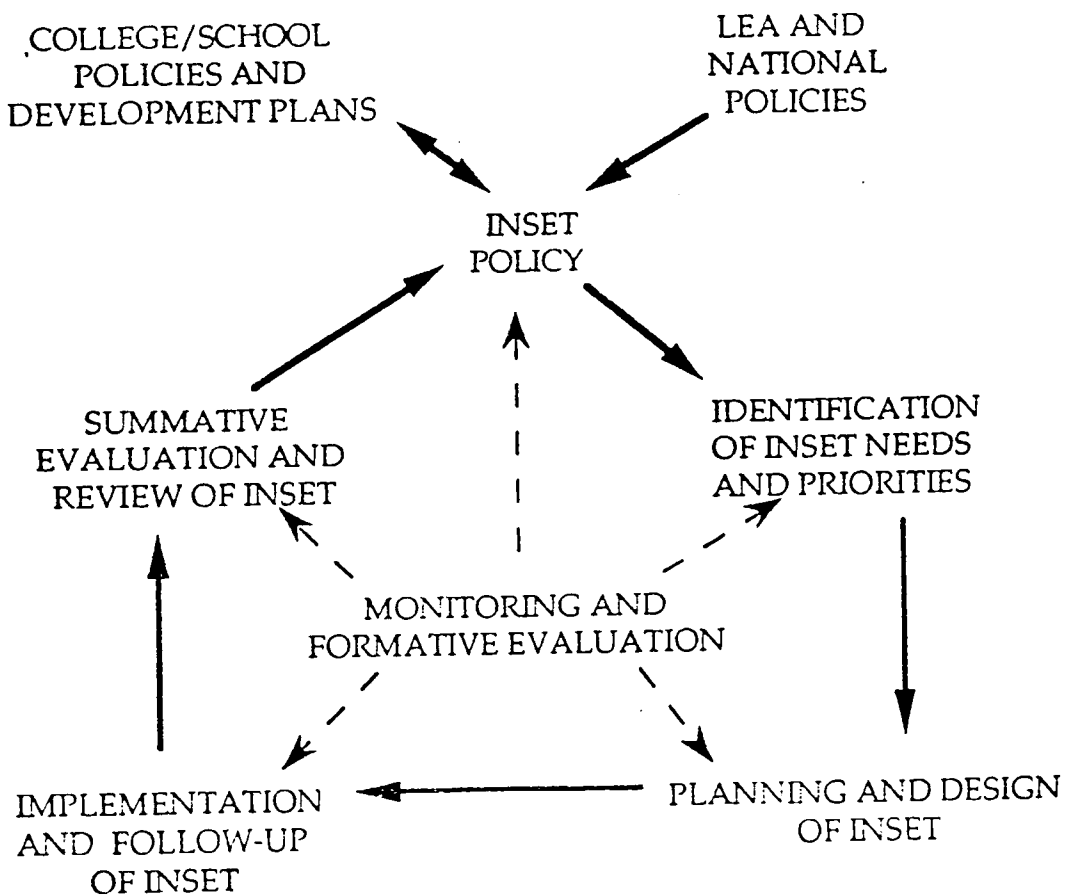 COLLEGE/SCHOOL
POLICIES AND
DEVELOPMENT PLANS
LEA AND
NATIONAL
POLICIES
INSET
POLICY
SUMMATIVE
EVALUATION AND
REVIEW OF INSET
IDENTIFICATION
OF INSET NEEDS
AND PRIORITIES
MONITORING AND
FORMATIVE EVALUATION
IMPLEMENTATION
AND FOLLOW-UP
OF INSET
PLANNING AND DESIGN
OF INSET